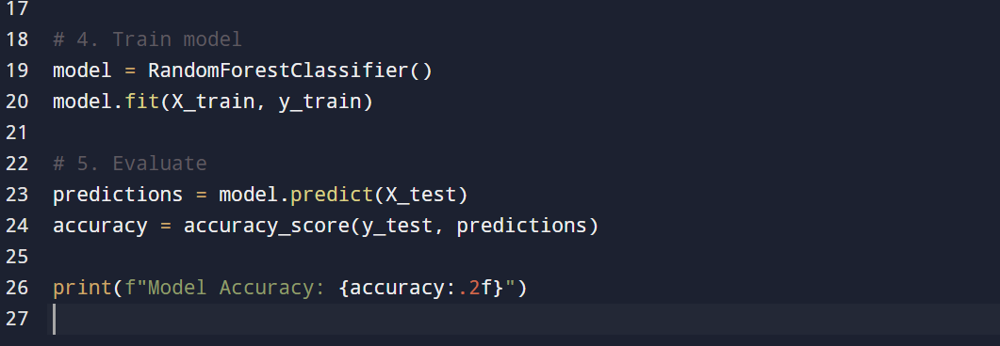 17
18 # 4. Train model
19 model = RandomForestClassifier()
20 model.fit(X_train, y_train)
21
22 # 5. Evaluate
23 predictions = model.predict(X_test)
24 accuracy = accuracy_score(y_test, predictions)
25
26 print(f"Model Accuracy: {accuracy:.2f}")
27